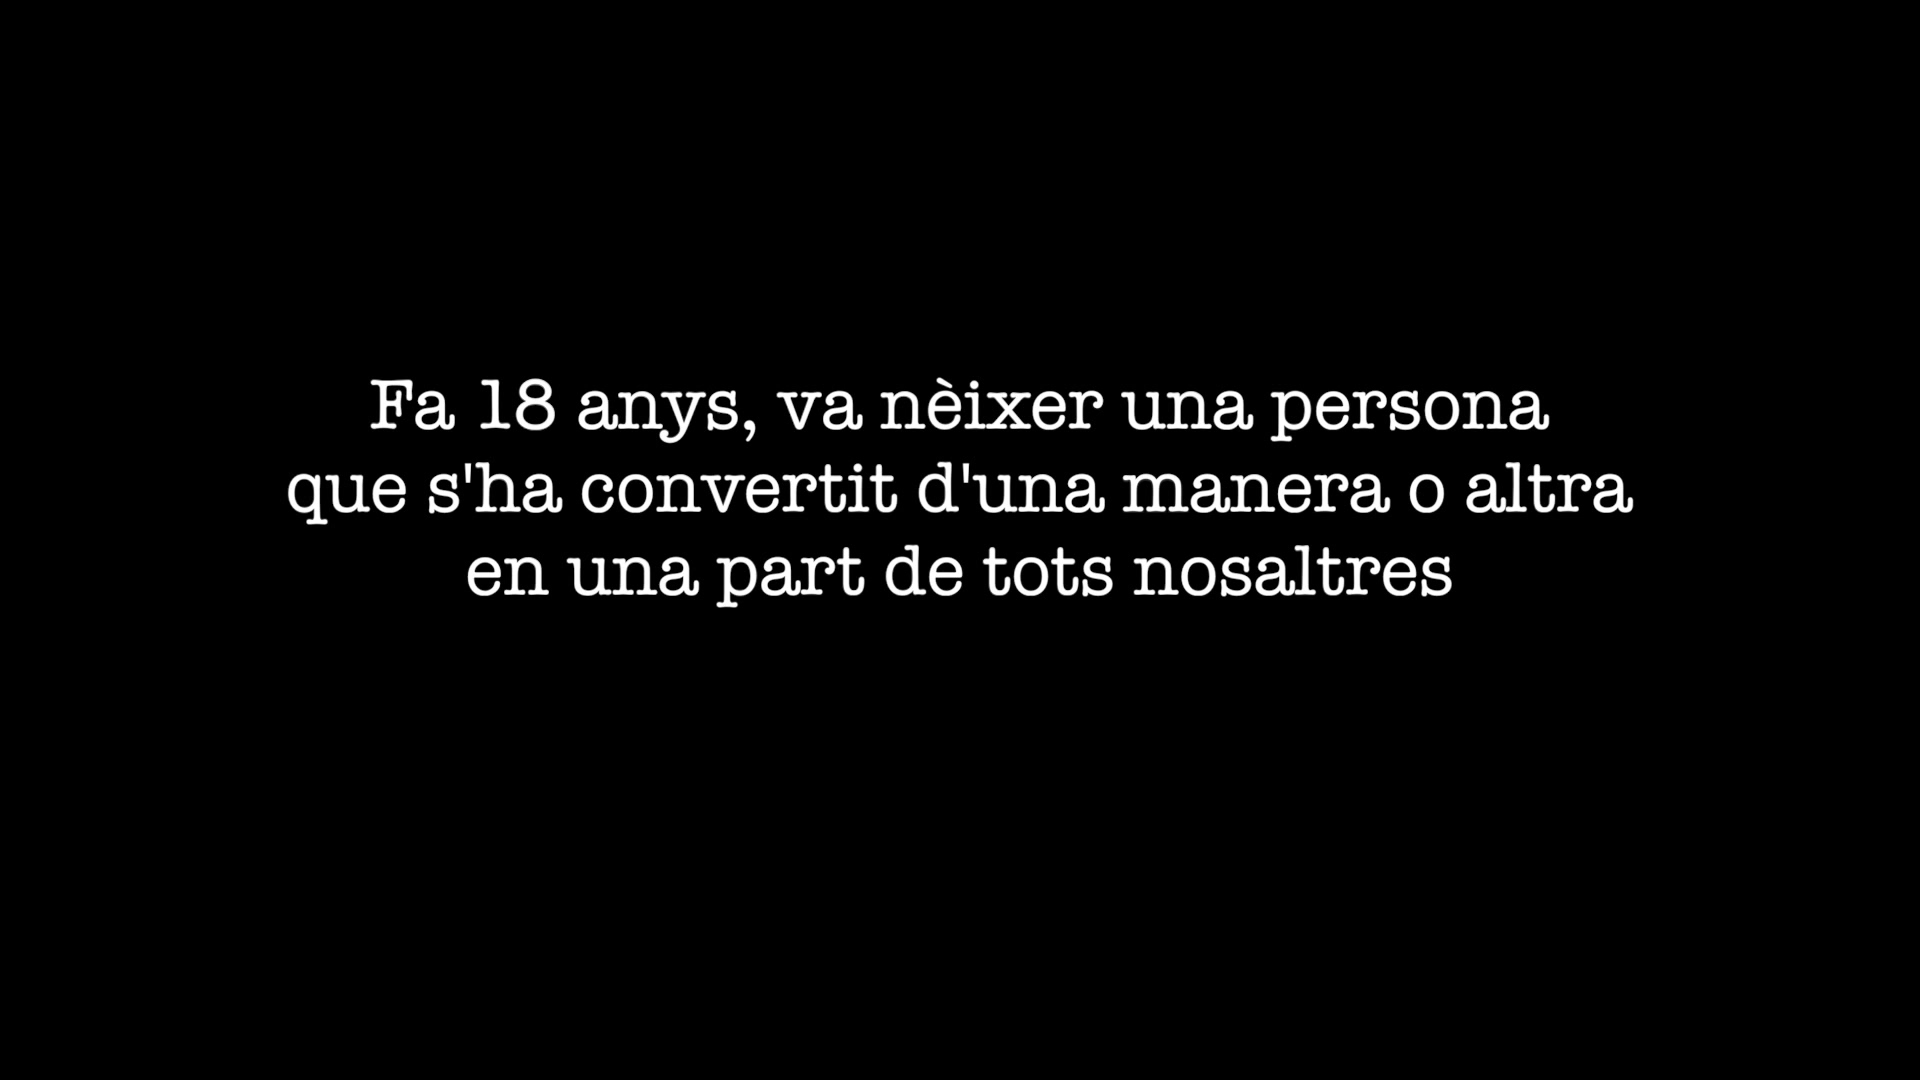 Fa 18 anys, va nèixer una persona
que s'ha convertit d'una manera o altra
en una part de tots nosaltres